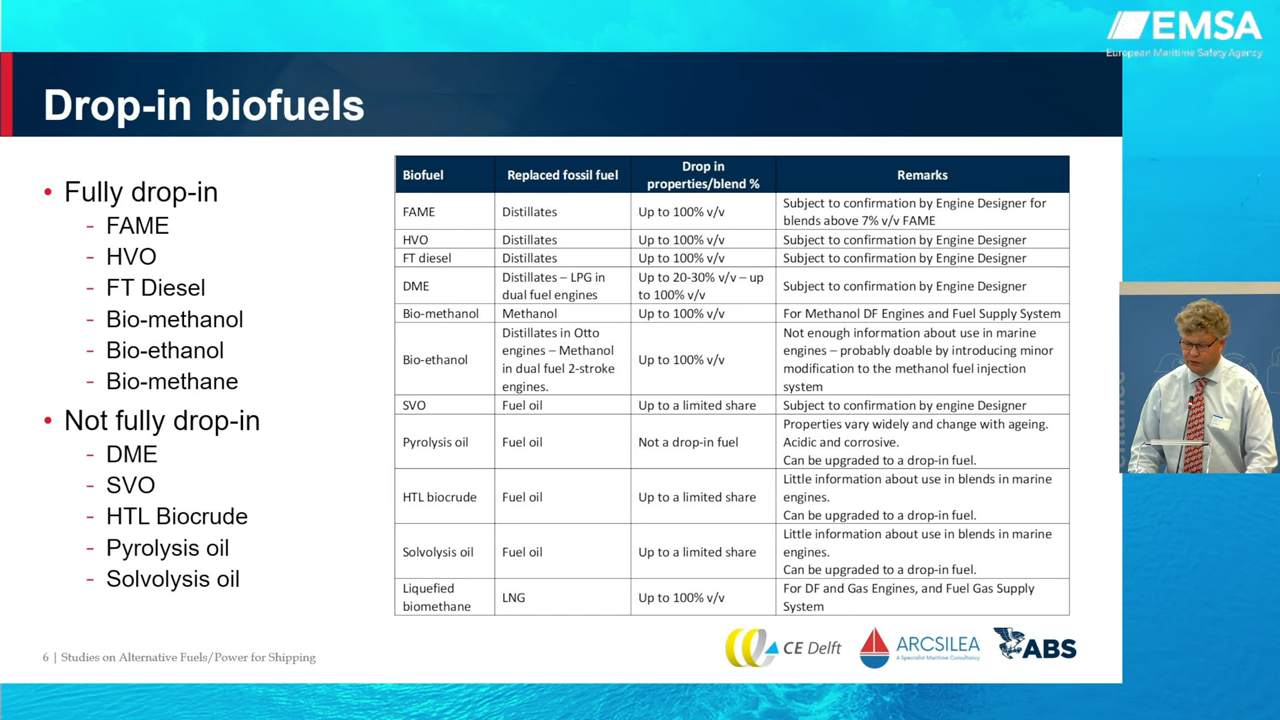 EMSA
European Maritime Safety Agency
Drop-in biofuels
• Fully drop-in
- FAME
- HVO
- FT Diesel
- Bio-methanol
- Bio-ethanol
- Bio-methane
• Not fully drop-in
- DME
- SVO
- HTL Biocrude
- Pyrolysis oil
- Solvolysis oil
Biofuel Replaced fossil fuel Drop in properties/blend % Remarks
FAME Distillates Up to 100% v/v Subject to confirmation by Engine Designer for
blends above 7% v/v FAME
HVO Distillates Up to 100% v/v Subject to confirmation by Engine Designer
FT diesel Distillates Up to 100% v/v Subject to confirmation by Engine Designer
DME Distillates – LPG in dual fuel engines Up to 20-30% v/v – up to 100% v/v Subject to confirmation by Engine Designer
Bio-methanol Methanol Up to 100% v/v For Methanol DF Engines and Fuel Supply System
Bio-ethanol Distillates in Otto engines – Methanol in dual fuel 2-stroke engines. Up to 100% v/v Not enough information about use in marine
engines – probably doable by introducing minor
modification to the methanol fuel injection
system
SVO Fuel oil Up to a limited share Subject to confirmation by engine Designer
Pyrolysis oil Fuel oil Not a drop-in fuel Properties vary widely and change with ageing.
Acidic and corrosive.
Can be upgraded to a drop-in fuel.
HTL biocrude Fuel oil Up to a limited share Little information about use in blends in marine
engines.
Can be upgraded to a drop-in fuel.
Solvolysis oil Fuel oil Up to a limited share Little information about use in blends in marine
engines.
Can be upgraded to a drop-in fuel.
Liquefied biomethane LNG Up to 100% v/v For DF and Gas Engines, and Fuel Gas Supply
System
6 | Studies on Alternative Fuels/Power for Shipping
CE Delft
ARCSILEA
A Specialist Maritime Consultancy
ABS